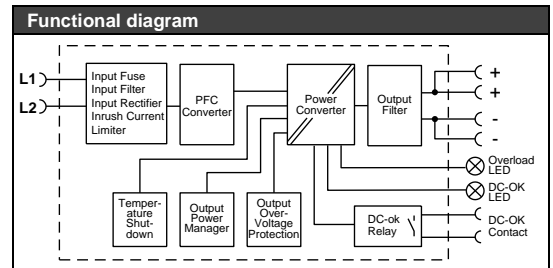 Functional diagram
L1
L2
Input Fuse
Input Filter
Input Rectifier
Inrush Current
Limiter
PFC
Converter
Power
Converter
Output
Filter
+
+
-
-
Overload
LED
DC-OK
LED
DC-OK
Contact
Temper-
ature
Shut-
down
Output
Power
Manager
Output
Over-
Voltage
Protection
DC-ok
Relay